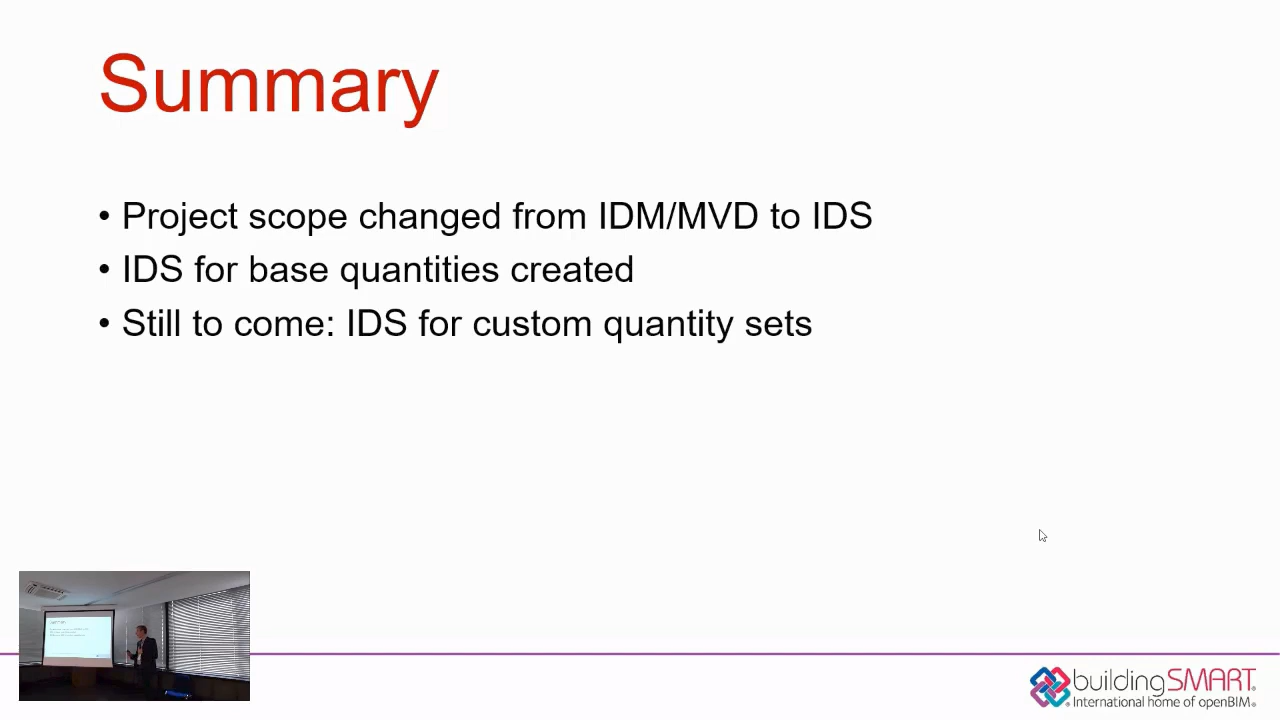 Summary
• Project scope changed from IDM/MVD to IDS
• IDS for base quantities created
• Still to come: IDS for custom quantity sets
buildingSMART®
International home of openBIM®